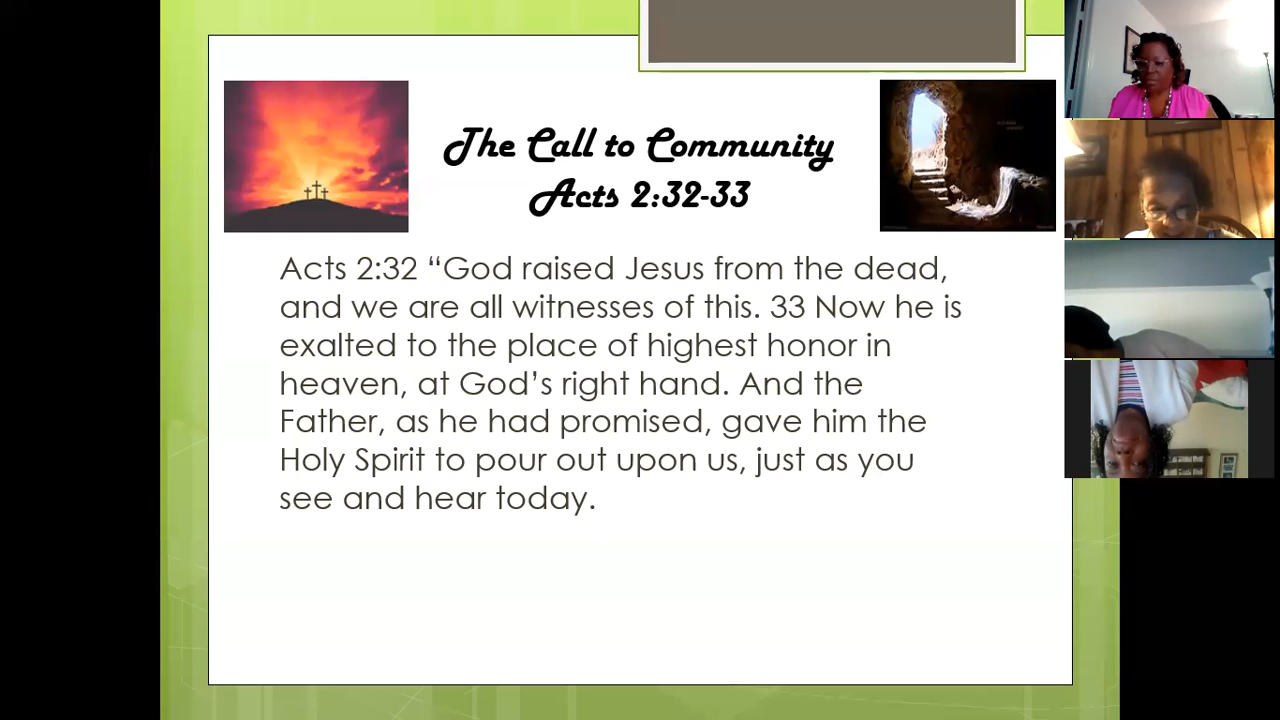 The Call to Community
Acts 2:32-33
Acts 2:32 “God raised Jesus from the dead,
and we are all witnesses of this. 33 Now he is
exalted to the place of highest honor in
heaven, at God’s right hand. And the
Father, as he had promised, gave him the
Holy Spirit to pour out upon us, just as you
see and hear today.